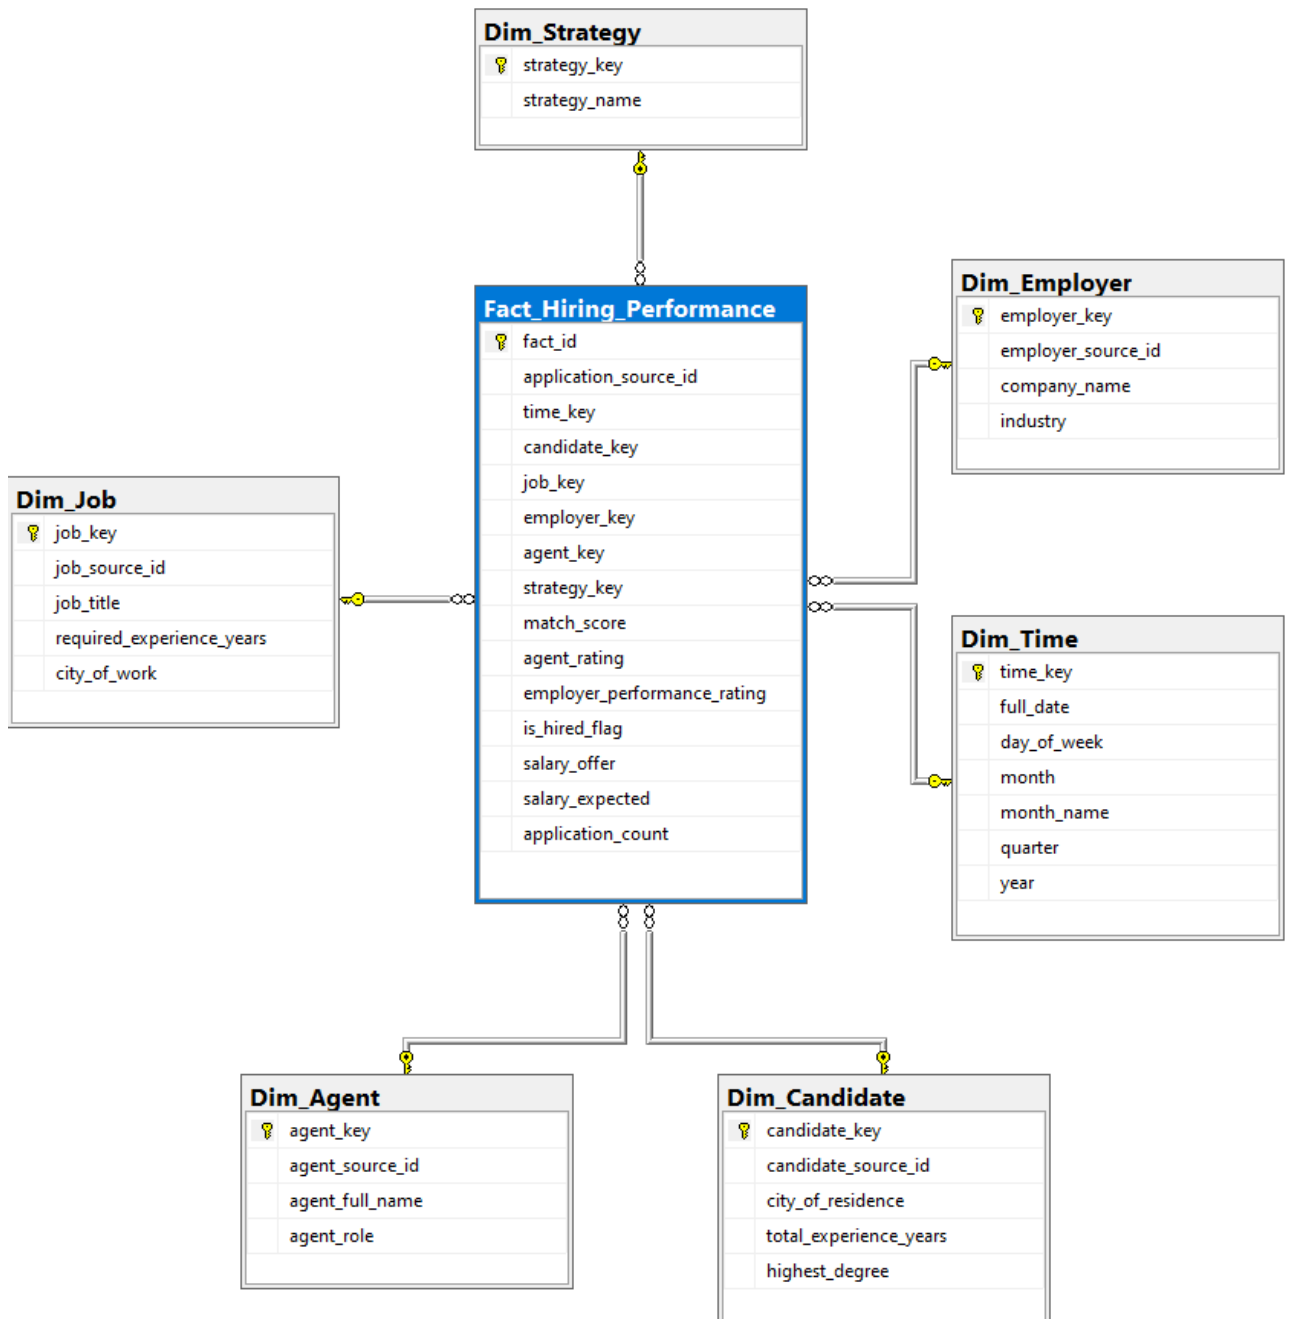 Dim_Strategy
strategy_key
strategy_name
Dim_Employer
employer_key
employer_source_id
company_name
industry
Fact_Hiring_Performance
fact_id
application_source_id
time_key
candidate_key
job_key
employer_key
agent_key
strategy_key
match_score
agent_rating
employer_performance_rating
is_hired_flag
salary_offer
salary_expected
application_count
Dim_Job
job_key
job_source_id
job_title
required_experience_years
city_of_work
Dim_Time
time_key
full_date
day_of_week
month
month_name
quarter
year
Dim_Agent
agent_key
agent_source_id
agent_full_name
agent_role
Dim_Candidate
candidate_key
candidate_source_id
city_of_residence
total_experience_years
highest_degree